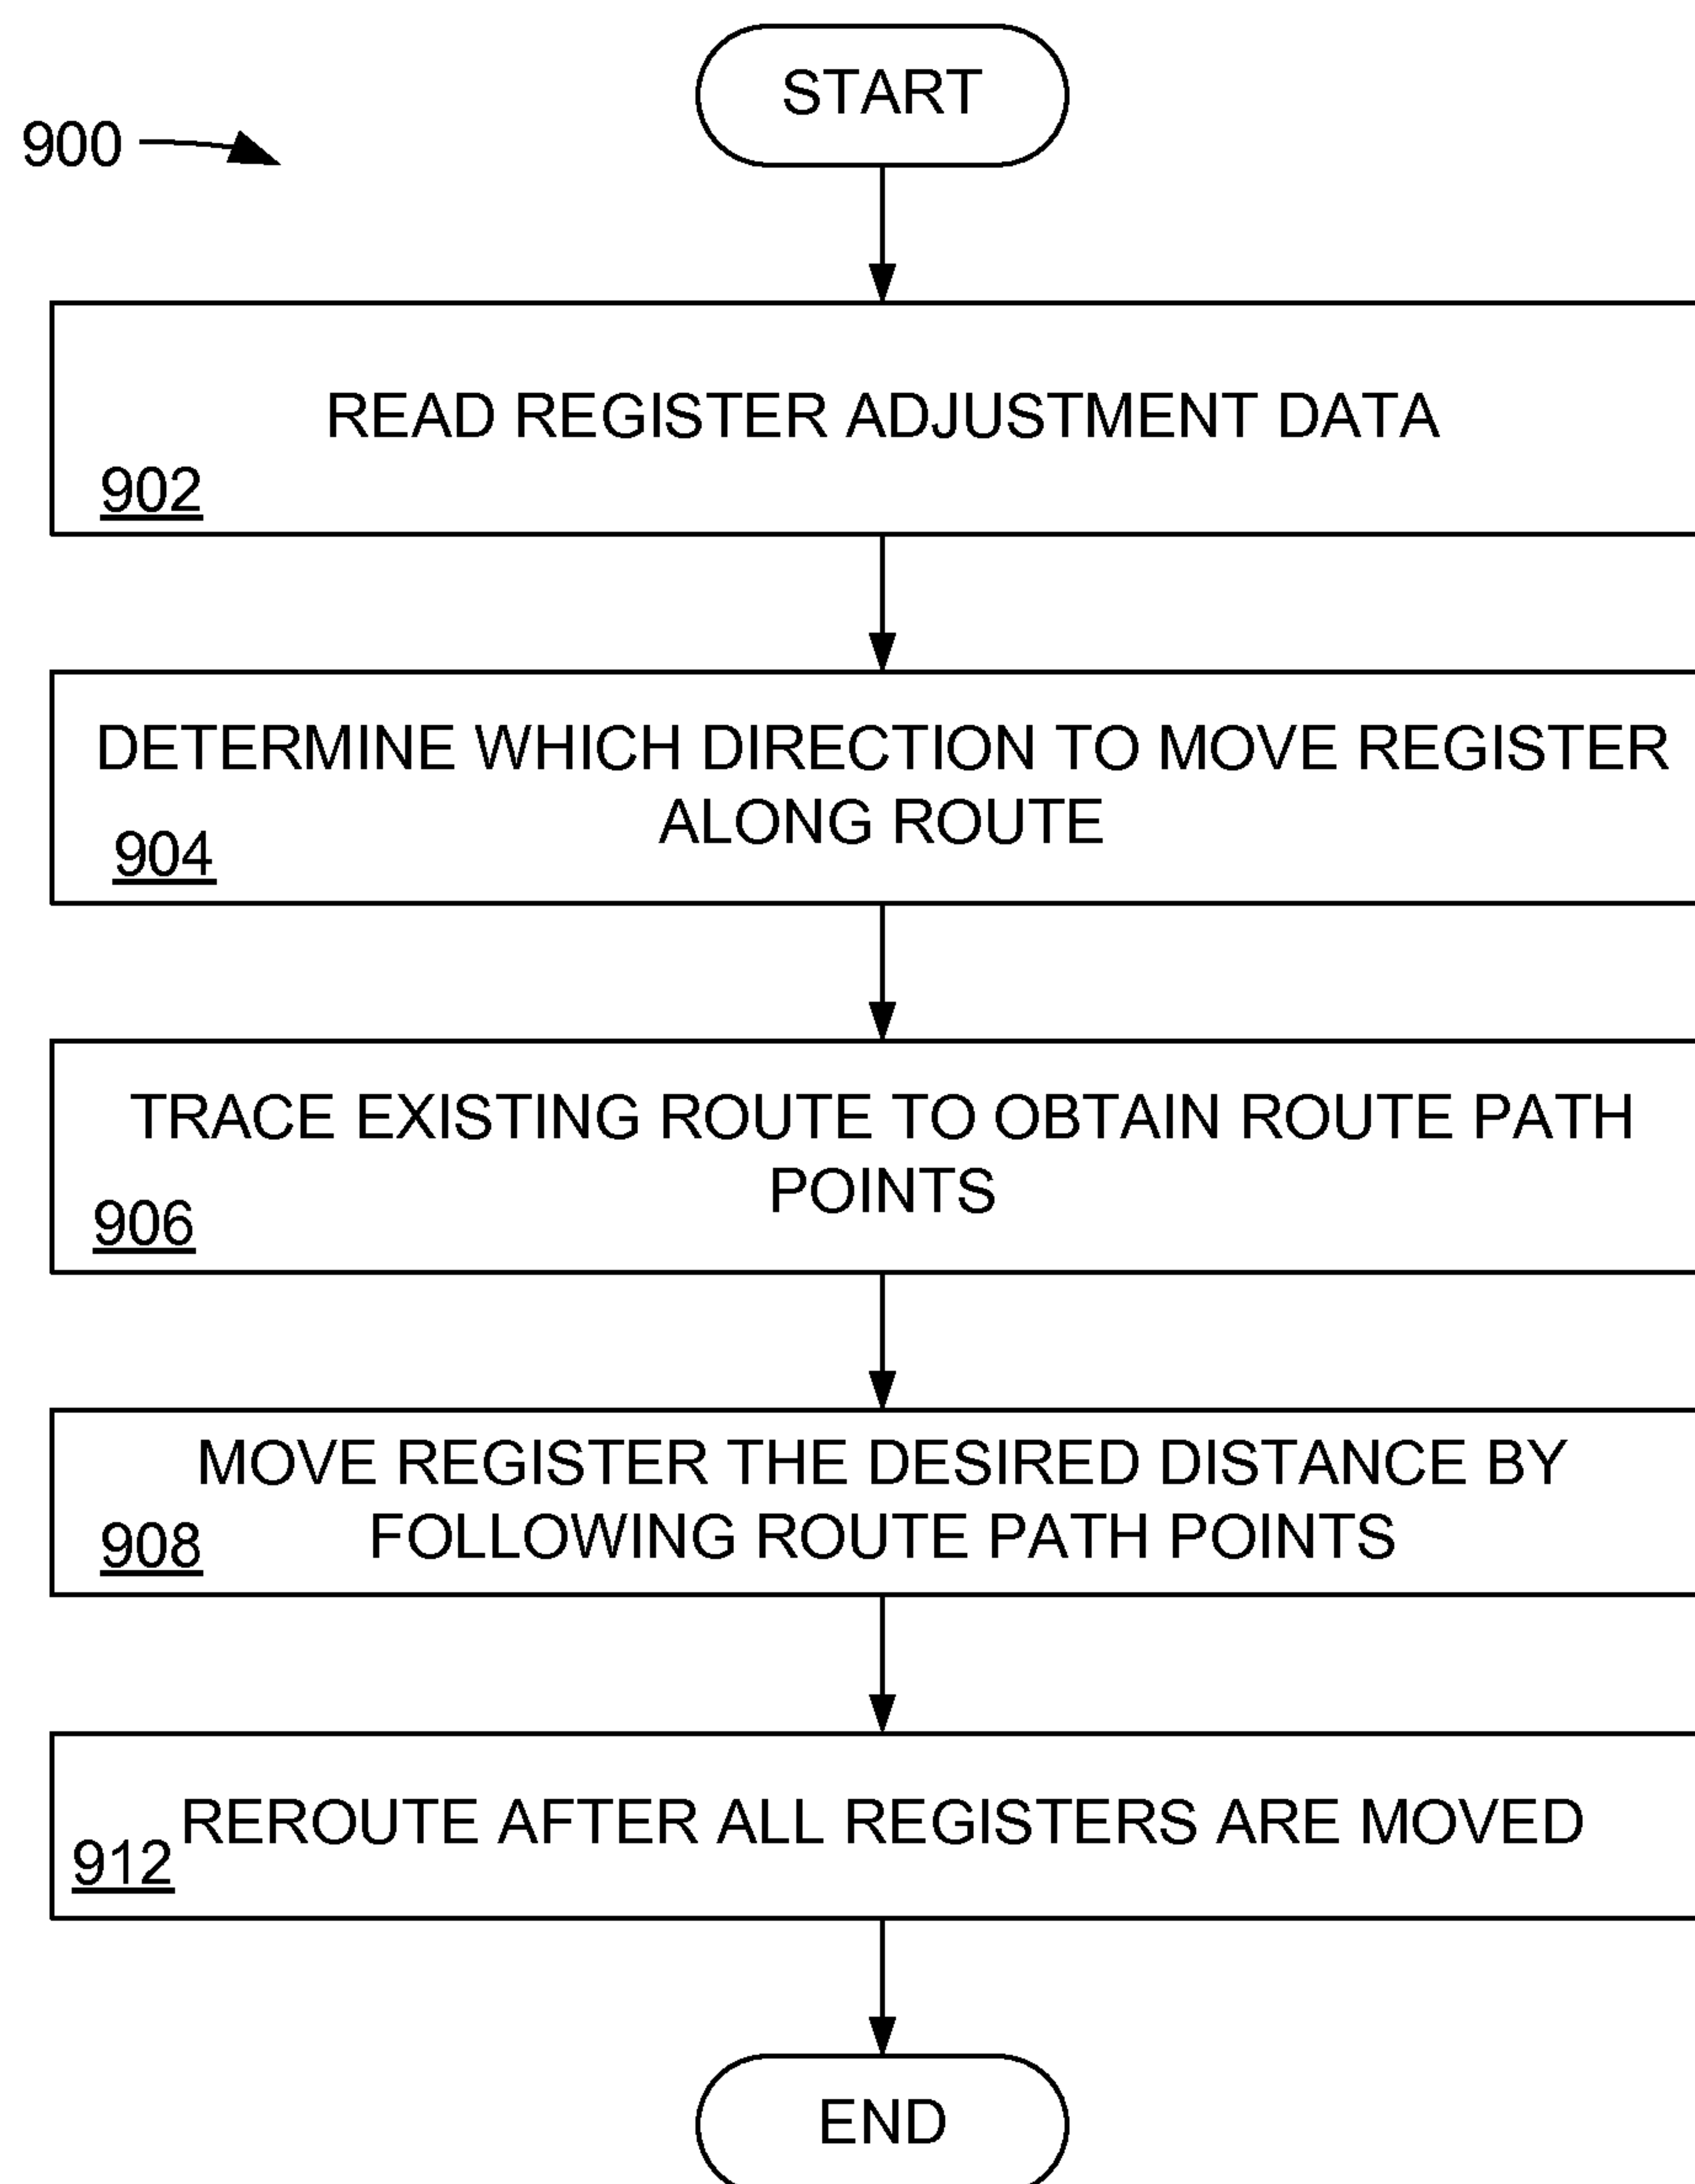 START
900
READ REGISTER ADJUSTMENT DATA
902
DETERMINE WHICH DIRECTION TO MOVE REGISTER
ALONG ROUTE
904
TRACE EXISTING ROUTE TO OBTAIN ROUTE PATH
POINTS
906
MOVE REGISTER THE DESIRED DISTANCE BY
FOLLOWING ROUTE PATH POINTS
908
REROUTE AFTER ALL REGISTERS ARE MOVED
912
END